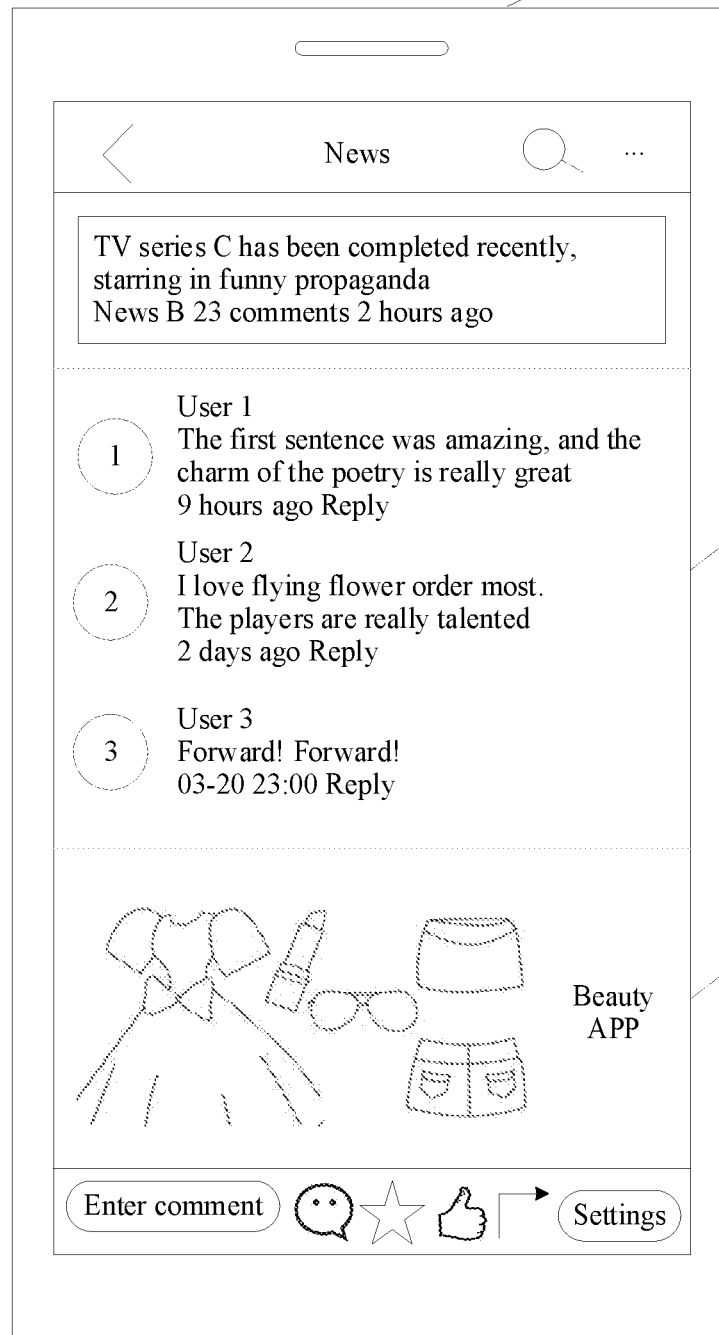 News ...
TV series C has been completed recently,
starring in funny propaganda
News B 23 comments 2 hours ago
User 1
1
The first sentence was amazing, and the
charm of the poetry is really great
9 hours ago Reply
User 2
2
I love flying flower order most.
The players are really talented
2 days ago Reply
User 3
3
Forward! Forward!
03-20 23:00 Reply
Beauty
APP
Enter comment
Settings